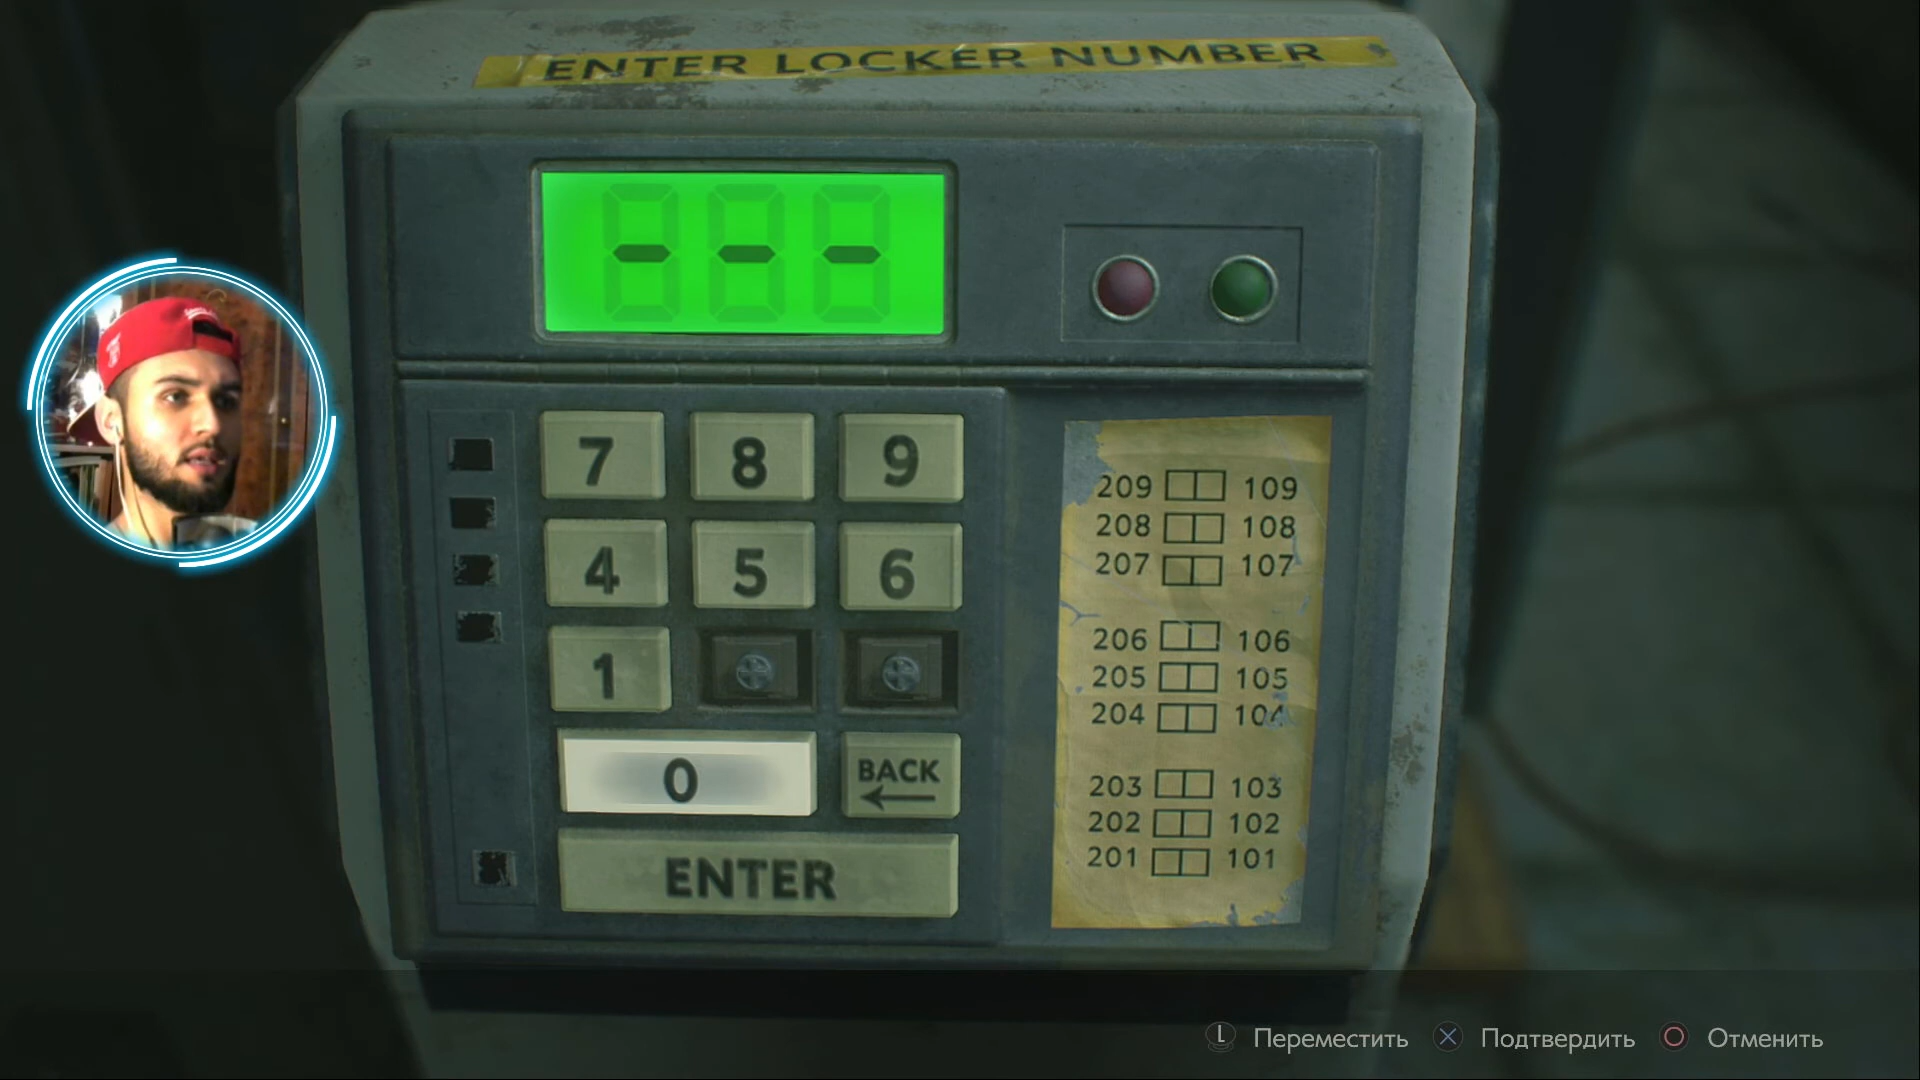 ENTER LOCKER NUMBER
- - -
7 8 9
4 5 6
1
0 BACK
ENTER
209 109
208 108
207 107
206 106
205 105
204 104
203 103
202 102
201 101
L Переместить Подтвердить Отменить